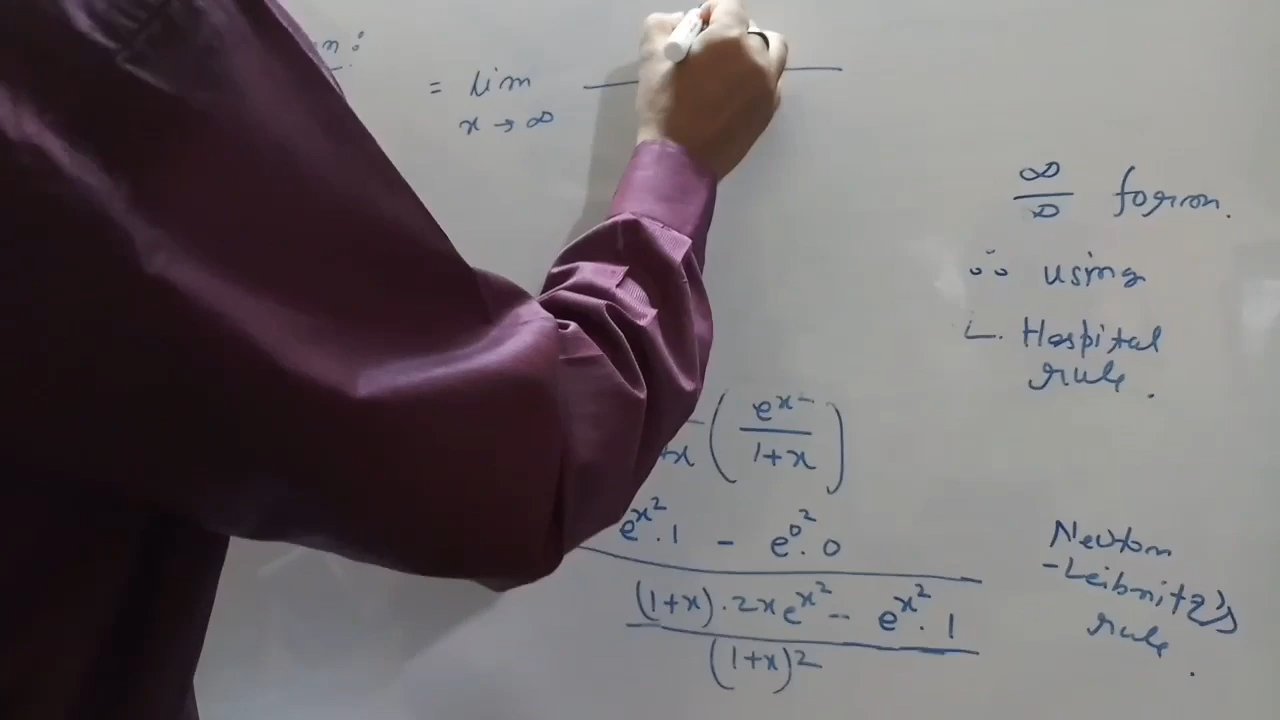 n :
= lim
x → ∞
∞
∞ form.
∴ using
L. Hospital
rule.
+x ( e^x²
1+x )
e^x².1 - e^0².0
(1+x).2xe^x² - e^x².1
(1+x)²
Newton
-Leibnitz's
rule.